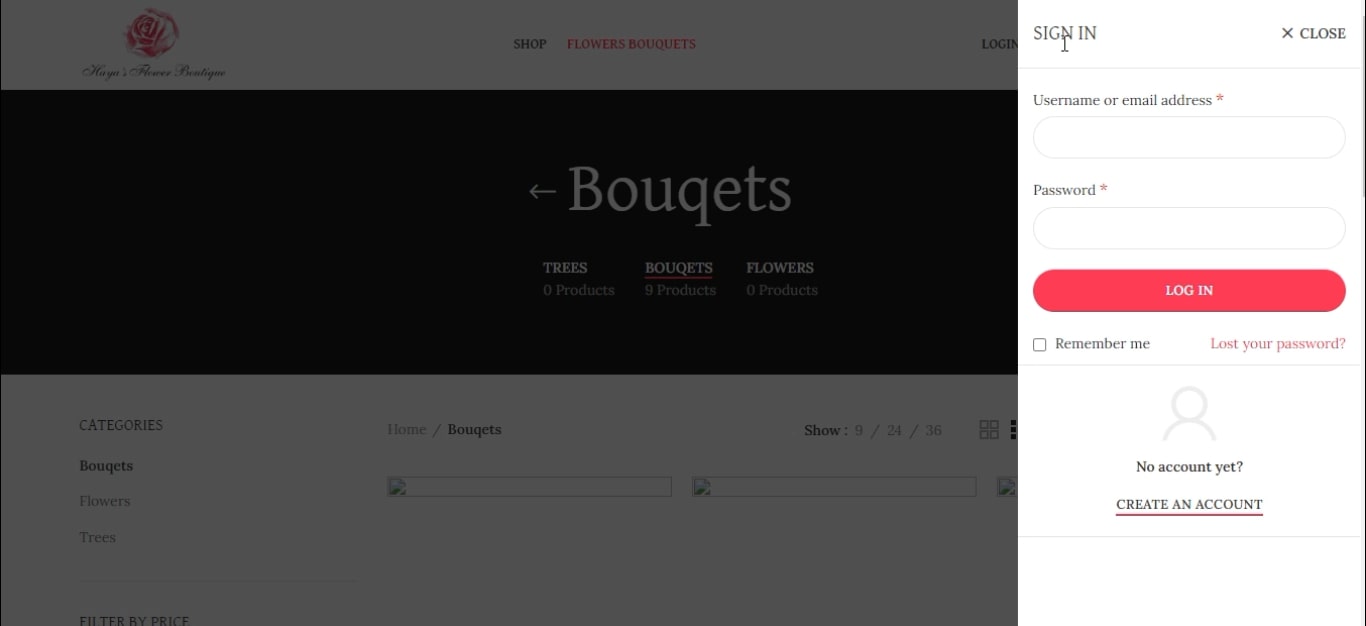 Haya's Flower Boutique
SHOP FLOWERS BOUQUETS LOGIN
Bouqets
TREES BOUQETS FLOWERS
0 Products 9 Products 0 Products
CATEGORIES
Bouqets
Flowers
Trees
FILTER BY PRICE
Home / Bouqets
Show : 9 / 24 / 36
SIGN IN
CLOSE
Username or email address *
Password *
LOG IN
Remember me Lost your password?
No account yet?
CREATE AN ACCOUNT